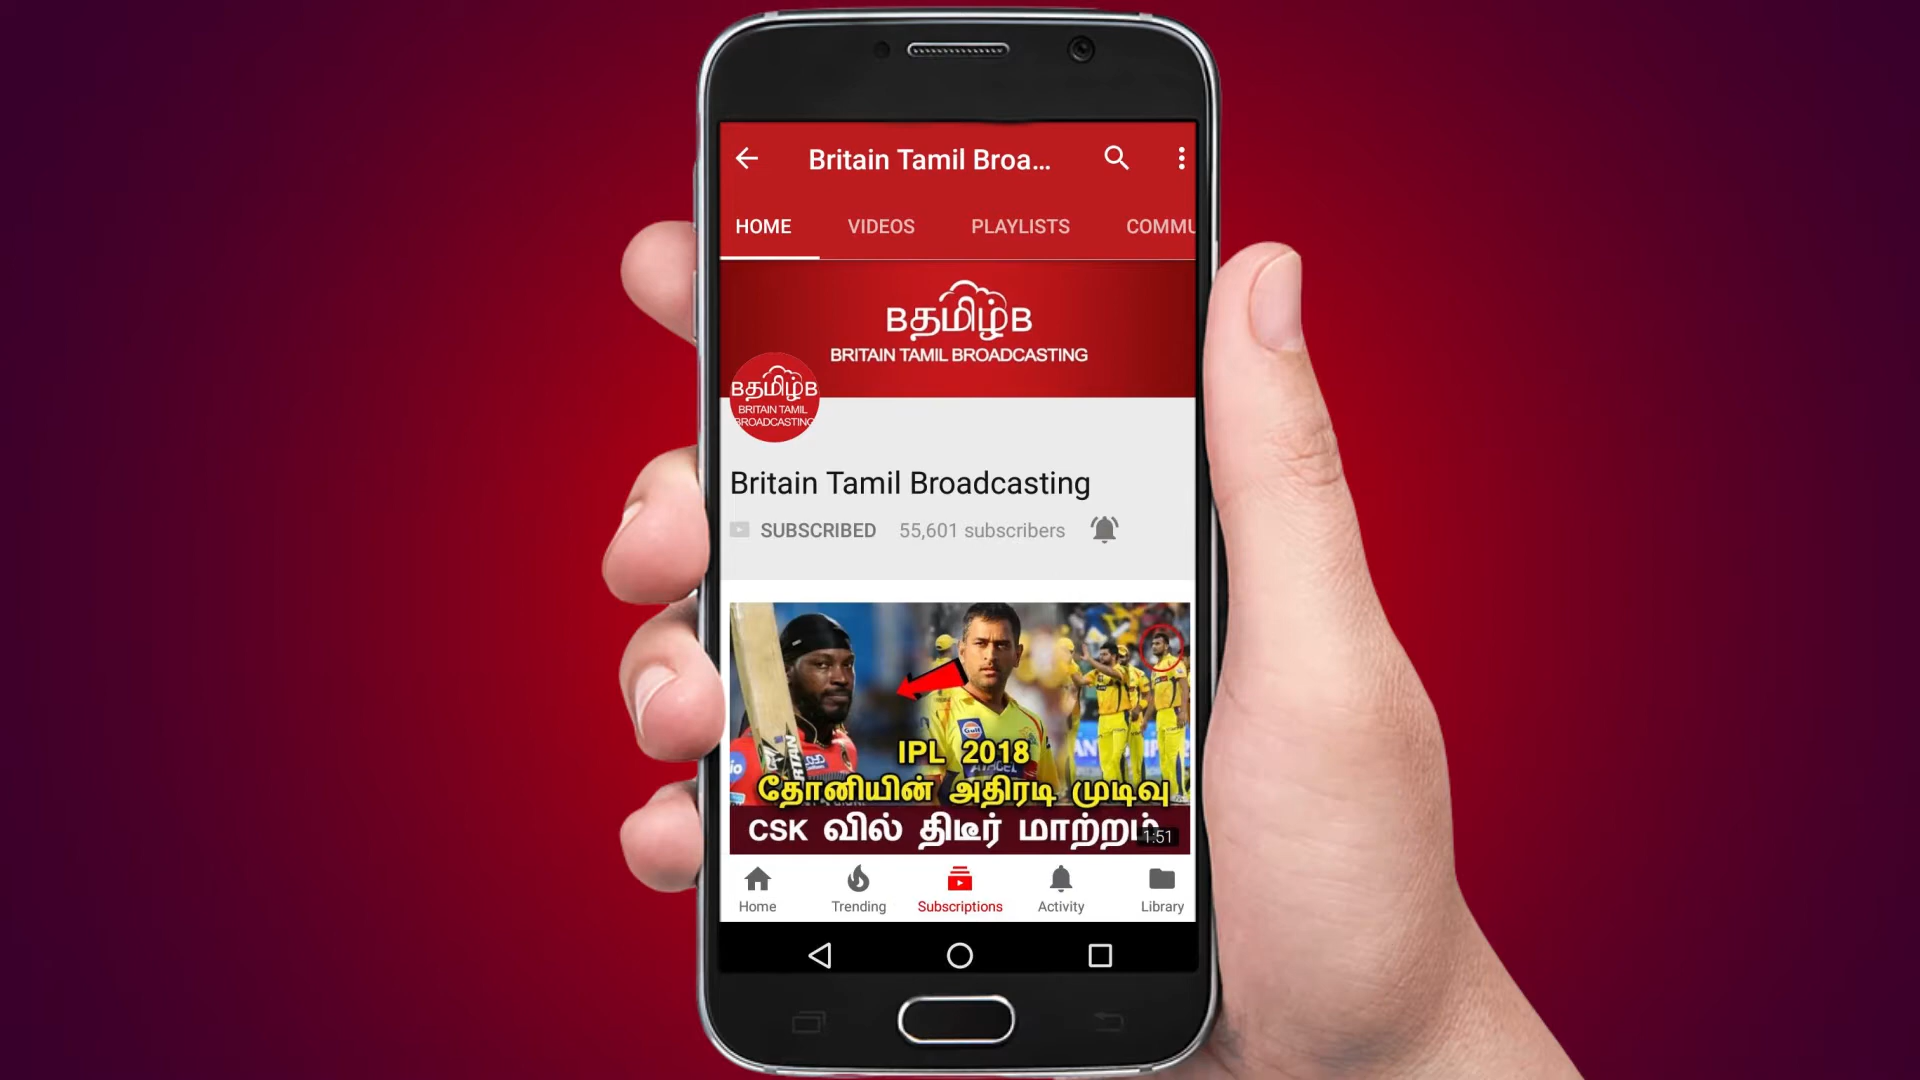 Britain Tamil Broa...
HOME VIDEOS PLAYLISTS COMMU
Bதமிழ்B
BRITAIN TAMIL BROADCASTING
Bதமிழ்B
BRITAIN TAMIL
BROADCASTING
Britain Tamil Broadcasting
SUBSCRIBED 55,601 subscribers
Gulf
IPL 2018
தோனியின் அதிரடி முடிவு
CSK வில் திடீர் மாற்றம்
1:51
Home Trending Subscriptions Activity Library